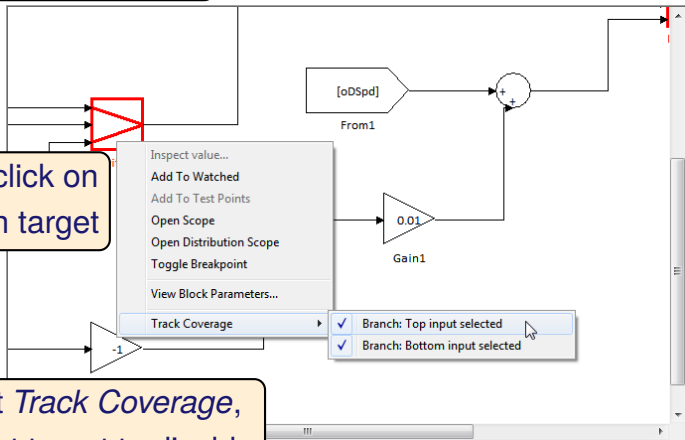 [oDSpd]
From1
+
+
click on
target
Inspect value...
Add To Watched
Add To Test Points
Open Scope
Open Distribution Scope
Toggle Breakpoint
View Block Parameters...
Track Coverage
Branch: Top input selected
Branch: Bottom input selected
0.01
Gain1
-1
Track Coverage,